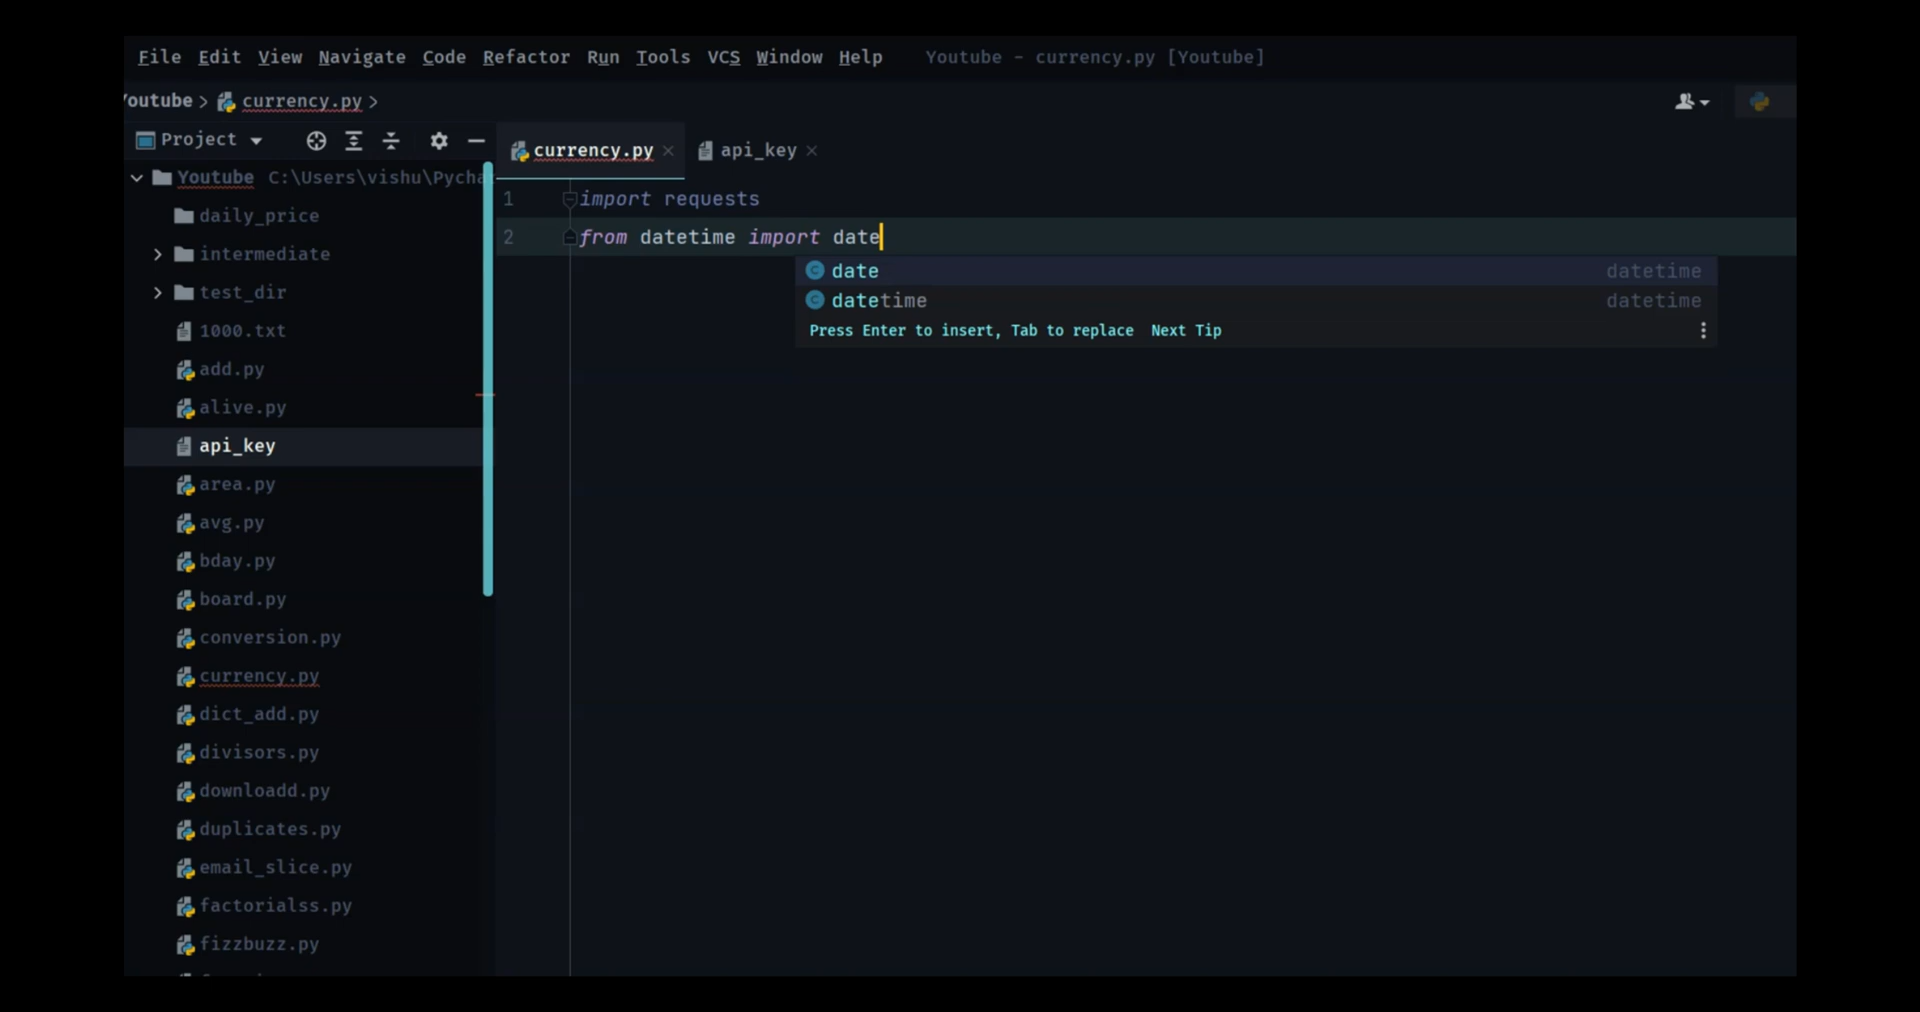 File Edit View Navigate Code Refactor Run Tools VCS Window Help Youtube - currency.py [Youtube]
outube > currency.py >
Project
currency.py
api_key
Youtube C:\Users\vishu\Pycha
daily_price
intermediate
test_dir
1000.txt
add.py
alive.py
api_key
area.py
avg.py
bday.py
board.py
conversion.py
currency.py
dict_add.py
divisors.py
downloadd.py
duplicates.py
email_slice.py
factorialss.py
fizzbuzz.py
1 import requests
2 from datetime import date
date datetime
datetime datetime
Press Enter to insert, Tab to replace Next Tip